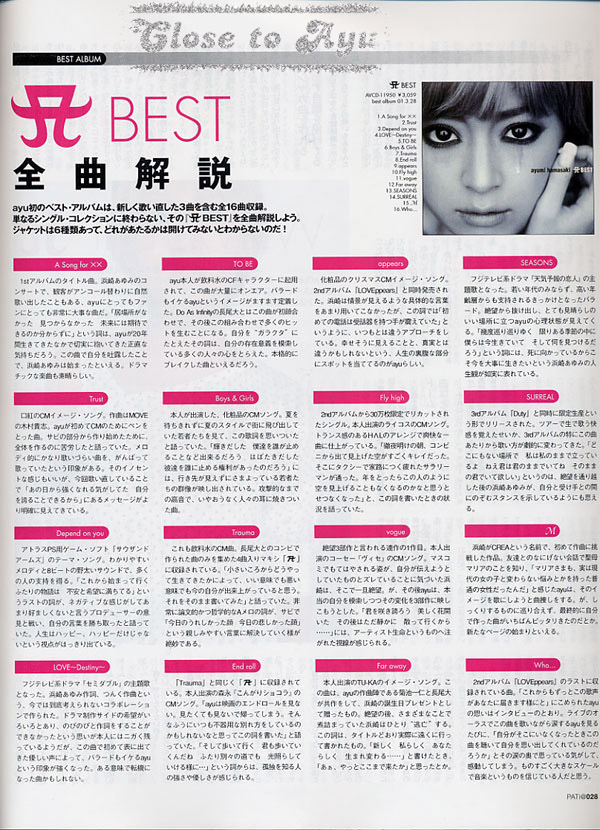 Close to Ayu
BEST ALBUM
BEST
全曲解説
ayu初のベスト・アルバムは、新しく歌い直した3曲を含む全16曲収録。
単なるシングル・コレクションに終わらない、その『BEST』を全曲解説しよう。
ジャケットは6種類あって、どれがあたるかは開けてみないとわからないのだ!
BEST
AVCD-11950 ¥3,059
best album 01.3.28
1.A Song for ××
2.Trust
3.Depend on you
4.LOVE~Destiny~
5.TO BE
6.Boys & Girls
7.Trauma
8.End roll
9.appears
10.Fly high
11.vogue
12.Far away
13.SEASONS
14.SURREAL
15.M
16.Who...
ayumi hamasaki BEST
A Song for ××
1stアルバムのタイトル曲。浜崎あゆみのコ
ンサートで、観客がアンコール替わりに自然
歌い出したこともある、ayuにとってもファ
ンにとっても非常に大事な曲だ。「居場所がな
かった 見つからなかった 未来には期待で
きるのか分からずに」という詞は、ayuが20年
間生きてきたなかで切実に抱いてきた正直な
気持ちだろう。この曲で自分を吐露したこと
で、浜崎あゆみは始まったといえる。ドラマ
チックな楽曲も素晴らしい。
Trust
口紅のCMイメージ・ソング。作曲はMOVE
の木村貴志。ayuが初めてCMのためにペンを
とった曲。サビの部分から作り始めたために、
全体を作るのに苦労したと語っていた。メロ
ディ的にかなり歌いづらい曲を、がんばって
歌っていたという印象がある。そのイノセント
な感じもいいが、今回歌い直していること
で「あの日から強くなれる気がしてた 自分
を誇ることできるから」にあるメッセージがよ
り明確に見えてきている。
Depend on you
アトラスPS用ゲーム・ソフト『サウザンド
アームズ』のテーマ・ソング。わかりやすい
メロディと8ビートの野太いサウンドで、多く
の人の支持を得る。「これから始まって行く
ふたりの物語は 不安と希望に満ちてる」とい
うラストの詞が、ネガティブな感じがしてあ
まり好ましくないと言うプロデューサーの意
見と戦い、自分の言葉を勝ち取ったと語って
いた。人生はハッピー、ハッピーだけじゃな
いという視点がはっきり出ている。
LOVE~Destiny~
フジテレビ系ドラマ『セミダブル』の主題歌
となった。浜崎あゆみ作詞、つんく作曲とい
う、今では到底考えられないコラボレーショ
ンで作られた。ドラマ制作サイドの希望がい
ろいろとあり、のびのびと作詞をすることが
できなかったという思いが本人にはニガく残
っているようだが、この曲で初めて表に出て
きた優しい声によって、バラードもイケるayu
という印象が強くなった。ある意味で転機に
なった曲かもしれない。
TO BE
ayu本人が飲料水のCFキャラクターに起用
されて、この曲が大量にオンエア。バラード
もイケるayuというイメージがますます定着し
た。Do As Infinityの長尾大とはこの曲が初顔合
わせで、その後この組み合わせで多くのヒッ
トを生むことになる。自分を“ガラクタ”に
たとえたその詞は、自分の存在意義を模索し
ている多くの人々の心をとらえた。本格的に
ブレイクした曲といえるだろう。
Boys & Girls
本人が出演した、化粧品のCMソング。夏を
待ちきれずに夏のスタイルで街に飛び出して
いた若者たちを見て、この歌詞を思いついた
と語っていた。「輝きだした 僕達を誰が止め
ることなど出来るだろう はばたきだした
彼達を誰に止める権利があったのだろう」に
は、行き先が見えずにさまよっている若者た
ちの群像が映し出されている。攻撃的なまで
の高音で、いやおうなく人々の耳に焼きつい
た曲。
Trauma
これも飲料水のCM曲。長尾大とのコンビで
作られた曲のみを集めた4曲入りマキシ『A』
に収録されている。「小さいころからどうやっ
て生きてきたかによって、いい意味でも悪い
意味でも今の自分が出来上がっていると思う。
それをそのまま書いてみた」と語っていた。非
常に論文的かつ哲学的なAメロの詞が、サビで
「今日のうれしかった顔 今日の悲しかった顔」
という親しみやすい言葉に解決していく様が
絶妙である。
End roll
『Trauma』と同じく『A』に収録されてい
る。本人出演の森永『こんがりショコラ』の
CMソング。「ayuは映画のエンドロールを見な
い。見たくても見ないで帰ってしまう。そん
なふうにいつも不器用な別れ方をしているの
かもしれないなと思ってこの詞を書いた」と語
っていた。「そして歩いて行く 君も歩いてい
くんだね ふたり別々の道でも 光照らして
いける様に…」という詞からは、孤独を知る人
の強さや優しさが感じられる。
appears
化粧品のクリスマスCMイメージ・ソング。
2ndアルバム『LOVEppears』と同時発売され
た。浜崎は情景が見えるような具体的な言葉
をあまり用いてこなかったが、この詞では「初
めての電話は受話器を持つ手が震えていた」と
いうように、いつもとは違うアプローチをし
ている。幸せそうに見えることと、真実とは
違うかもしれないという、人生の裏腹な部分
にスポットを当ててるのがayuらしい。
Fly high
2ndアルバムから30万枚限定でリカットされ
たシングル。本人出演のライコスのCMソング。
トランス感のあるHALのアレンジで爽快な一
曲に仕上がっている。「徹夜明けの朝、コンビ
ニから出て見上げた空がすごくキレイだった。
そこにタクシーで家路につく疲れたサラリー
マンが通った。年をとったらこの人のように
空を見上げることもなくなるのかなと思うと
せつなくなった」と、この詞を書いたときの状
況を語っていた。
vogue
絶望3部作と言われる連作の1作目。本人出
演のコーセー『ヴィセ』のCMソング。マスコ
ミでもてはやされる姿が、自分が伝えようと
していたものとズレていることに気づいた浜
崎は、そこで一旦絶望。が、その後ayuは、本
当の自分を模索しつつその変化を3部作に映し
こもうとした。「君を咲き誇ろう 美しく花開
いた その後はただ静かに 散って行くから
……」には、アーティスト生命というものへ注
がれた視線が感じられる。
Far away
本人出演のTU-KAのイメージ・ソング。こ
の曲は、ayuの作曲陣である菊池一仁と長尾大
が共作をして、浜崎の誕生日プレゼントとし
て贈ったもの。絶望の後、さまざまなことで
煮詰まっていた浜崎はひとり、“逃亡”する。
この詞は、タイトルどおり実際に遠くに行っ
て書かれたもの。「新しく 私らしく あなた
らしく 生まれ変わる……」と書けたとき、
「あぁ、やっとここまで来たか」と思ったとか。
SEASONS
フジテレビ系ドラマ『天気予報の恋人』の主
題歌となった。若い年代のみならず、高い年
齢層からも支持されるきっかけとなったバラ
ード。絶望から抜け出し、とても見晴らしの
いい場所に立つayuの心理状態が見えてく
る。「幾度巡り巡りゆく 限りある季節の中に
僕らは今生きていて そして何を見つけるだ
ろう」という詞には、死に向かっているからこ
そ今を大事に生きたいという浜崎あゆみの人
生観が如実に表れている。
SURREAL
3rdアルバム『Duty』と同時に限定生産とい
う形でリリースされた。ツアーで生で歌う快
感を覚えたせいか、3rdアルバムの特にこの曲
あたりから歌い方が劇的に変わってきた。「ど
こにもない場所で 私は私のままで立ってい
るよ ねえ君は君のままでいてね そのまま
の君でいて欲しい」というのは、絶望を通り越
した後の浜崎あゆみが、自分と受け手との間
にのぞむスタンスを示しているようにも思え
る。
M
浜崎がCREAという名前で、初めて作曲に挑
戦した作品。友達とのなにげない会話で聖母
マリアのことを知り、「マリアさまも、実は現
代の女の子と変わらない悩みとかを持った普
通の女性だったんだ」と感じたayuは、そのイ
メージを歌にしようと曲探しをする。が、し
っくりするものに巡り合えず、最終的に自分
で作った曲がいちばんピッタリきたのだとか。
新たなページの始まりといえる。
Who...
2ndアルバム『LOVEppears』のラストに収
録されている曲。「これからもずっとこの歌声
があなたに届きます様にと」にこめられたayu
の思いはインタビューのとおり。ライブのオ
ーラスでこの曲を歌いながら涙するayuを見る
たびに、「自分がそこにいなくなったときこの
曲を聴いて自分を思い出してくれているのだ
ろうか」とその涙の奥で思っている気がして、
感動してしまう。ものすごく大きなスケール
で音楽というものを信じている人だと思う。
PATi@028